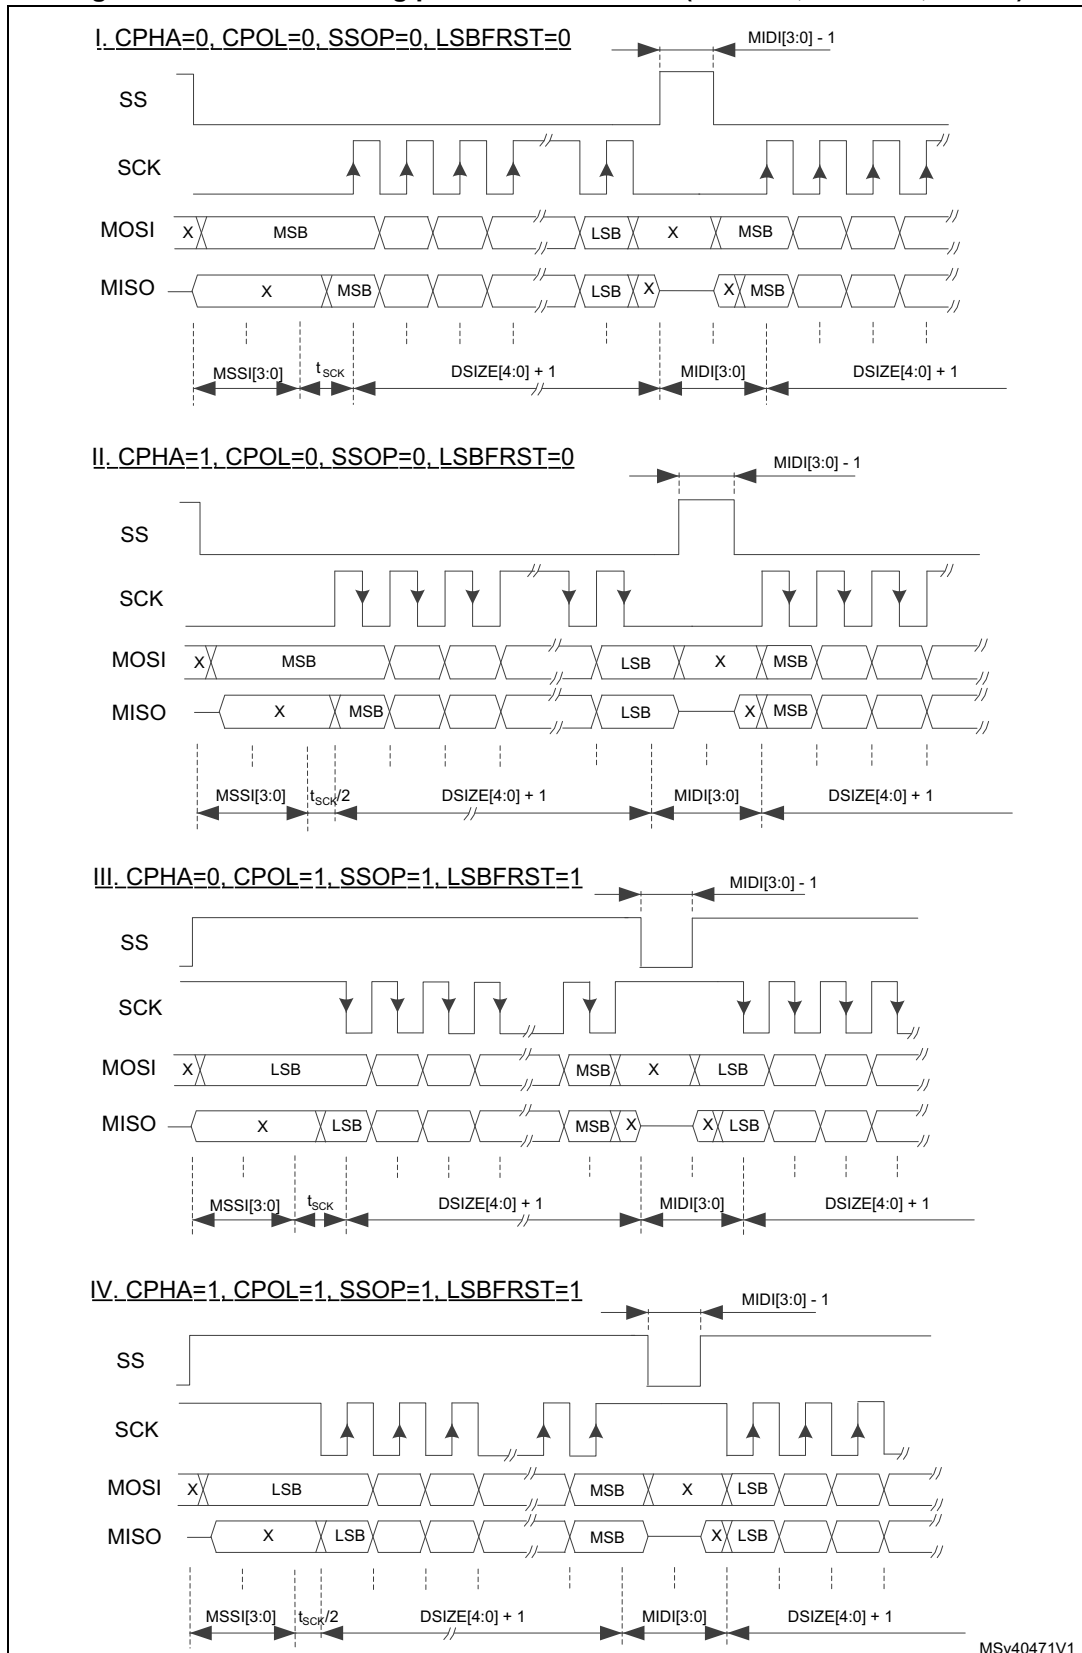 I. CPHA=0, CPOL=0, SSOP=0, LSBFRST=0
MIDI[3:0] - 1
SS
SCK
MOSI X MSB LSB X MSB
MISO X MSB LSB X X MSB
MSSI[3:0] tSCK DSIZE[4:0] + 1 MIDI[3:0] DSIZE[4:0] + 1
II. CPHA=1, CPOL=0, SSOP=0, LSBFRST=0
MIDI[3:0] - 1
SS
SCK
MOSI X MSB LSB X MSB
MISO X MSB LSB X MSB
MSSI[3:0] tSCK/2 DSIZE[4:0] + 1 MIDI[3:0] DSIZE[4:0] + 1
III. CPHA=0, CPOL=1, SSOP=1, LSBFRST=1
MIDI[3:0] - 1
SS
SCK
MOSI X LSB MSB X LSB
MISO X LSB MSB X X LSB
MSSI[3:0] tSCK DSIZE[4:0] + 1 MIDI[3:0] DSIZE[4:0] + 1
IV. CPHA=1, CPOL=1, SSOP=1, LSBFRST=1
MIDI[3:0] - 1
SS
SCK
MOSI X LSB MSB X LSB
MISO X LSB MSB X LSB
MSSI[3:0] tSCK/2 DSIZE[4:0] + 1 MIDI[3:0] DSIZE[4:0] + 1
MSv40471V1